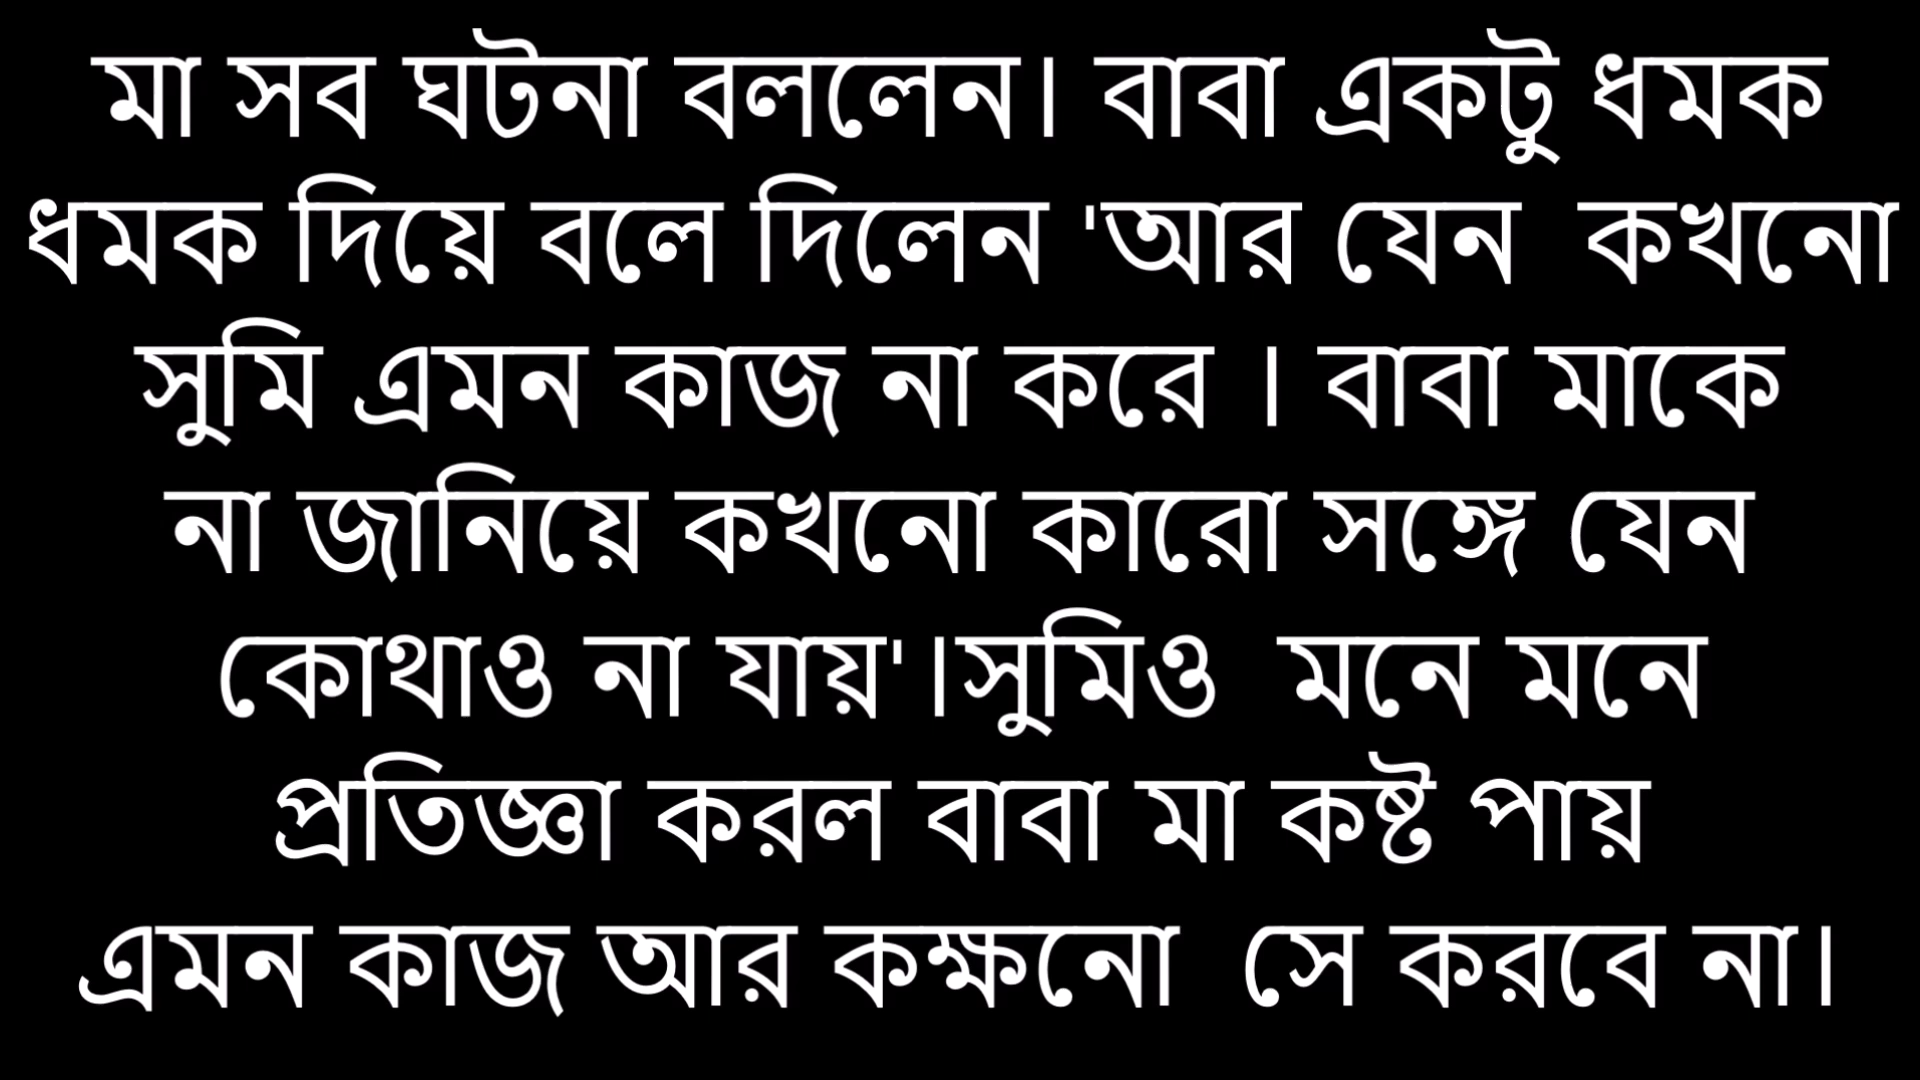 মা সব ঘটনা বললেন। বাবা একটু ধমক
ধমক দিয়ে বলে দিলেন 'আর যেন  কখনো
সুমি এমন কাজ না করে । বাবা মাকে
না জানিয়ে কখনো কারো সঙ্গে যেন
কোথাও না যায়' ।সুমিও  মনে মনে
প্রতিজ্ঞা করল বাবা মা কষ্ট পায়
এমন কাজ আর কক্ষনো  সে করবে না।